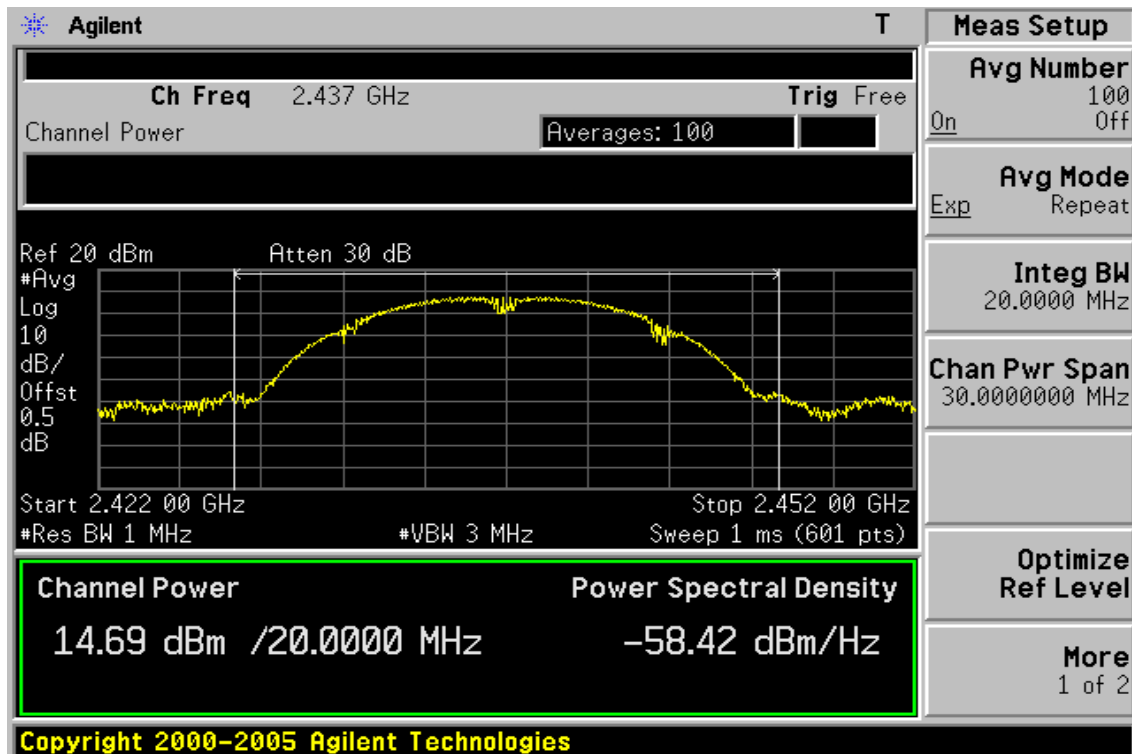 Agilent T
Ch Freq 2.437 GHz Trig Free
Channel Power Averages: 100
Ref 20 dBm Atten 30 dB
#Avg
Log
10
dB/
Offst
0.5
dB
Start 2.422 00 GHz Stop 2.452 00 GHz
#Res BW 1 MHz #VBW 3 MHz Sweep 1 ms (601 pts)
Channel Power Power Spectral Density
14.69 dBm /20.0000 MHz -58.42 dBm/Hz
Copyright 2000-2005 Agilent Technologies
Meas Setup
Avg Number
100
On Off
Avg Mode
Exp Repeat
Integ BW
20.0000 MHz
Chan Pwr Span
30.0000000 MHz
Optimize
Ref Level
More
1 of 2